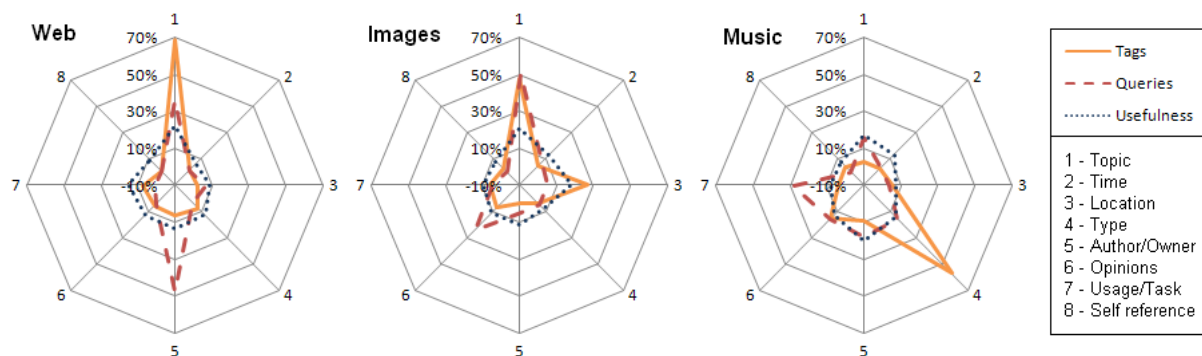 Web
1
70%
50%
30%
10%
-10%
2
3
4
5
6
7
8
Images
1
70%
50%
30%
10%
-10%
2
3
4
5
6
7
8
Music
1
70%
50%
30%
10%
-10%
2
3
4
5
6
7
8
Tags
Queries
Usefulness
1 - Topic
2 - Time
3 - Location
4 - Type
5 - Author/Owner
6 - Opinions
7 - Usage/Task
8 - Self reference